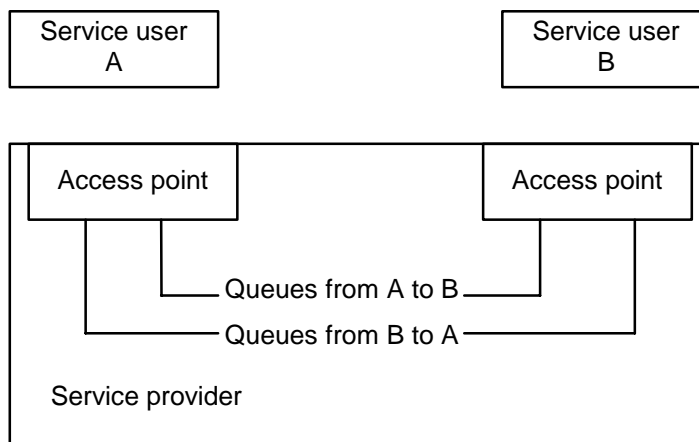 Service user
A
Service user
B
Access point
Access point
Queues from A to B
Queues from B to A
Service provider